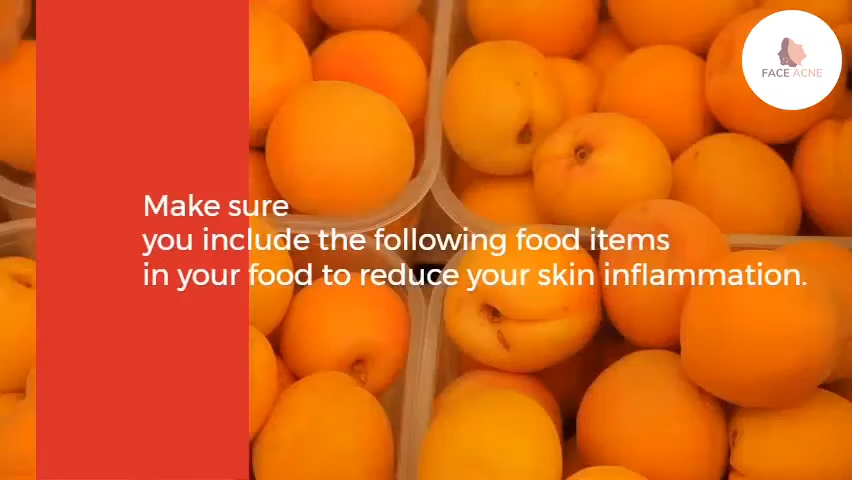 FACE ACNE
Make sure
you include the following food items
in your food to reduce your skin inflammation.